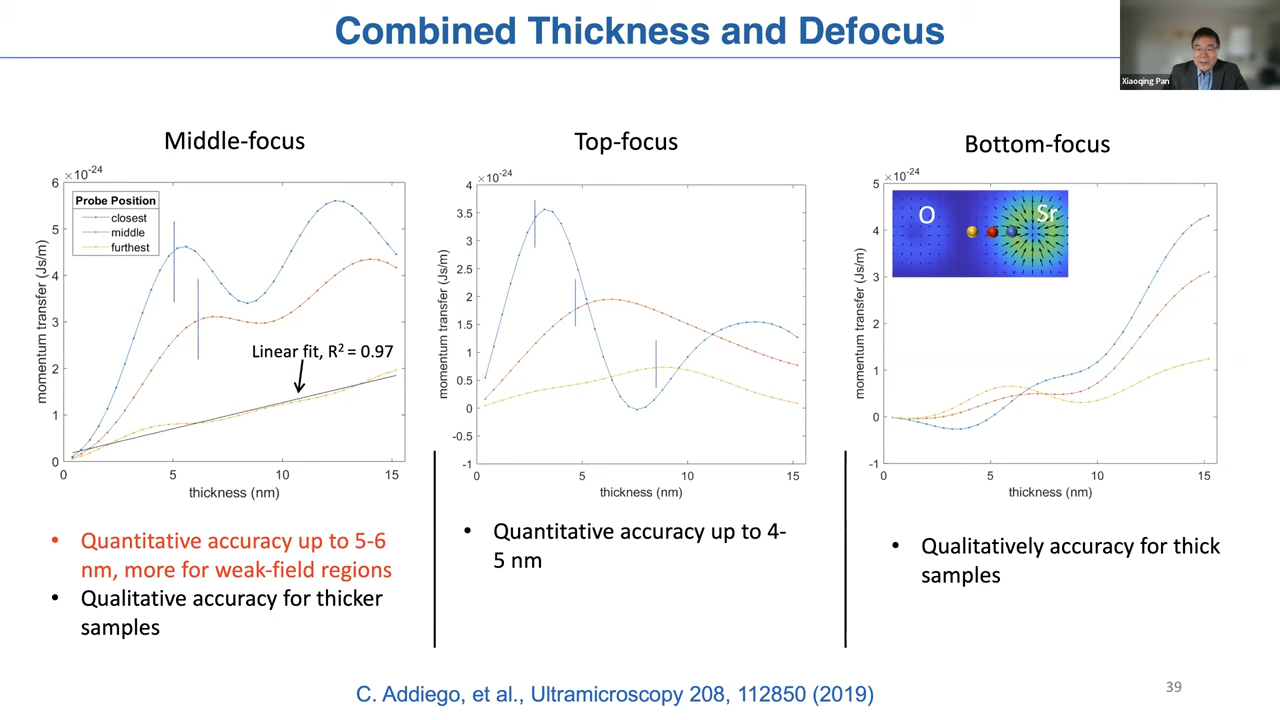 Combined Thickness and Defocus
Xiaoqing Pan
Middle-focus
×10^-24
6
5
4
3
2
1
0
momentum transfer (Js/m)
Probe Position
closest
middle
furthest
Linear fit, R² = 0.97
0 5 10 15
thickness (nm)
• Quantitative accuracy up to 5-6
nm, more for weak-field regions
• Qualitative accuracy for thicker
samples
Top-focus
×10^-24
4
3.5
3
2.5
2
1.5
1
0.5
0
-0.5
-1
momentum transfer (Js/m)
0 5 10 15
thickness (nm)
• Quantitative accuracy up to 4-
5 nm
Bottom-focus
×10^-24
5
4
3
2
1
0
-1
momentum transfer (Js/m)
O Sr
0 5 10 15
thickness (nm)
• Qualitatively accuracy for thick
samples
C. Addiego, et al., Ultramicroscopy 208, 112850 (2019)
39